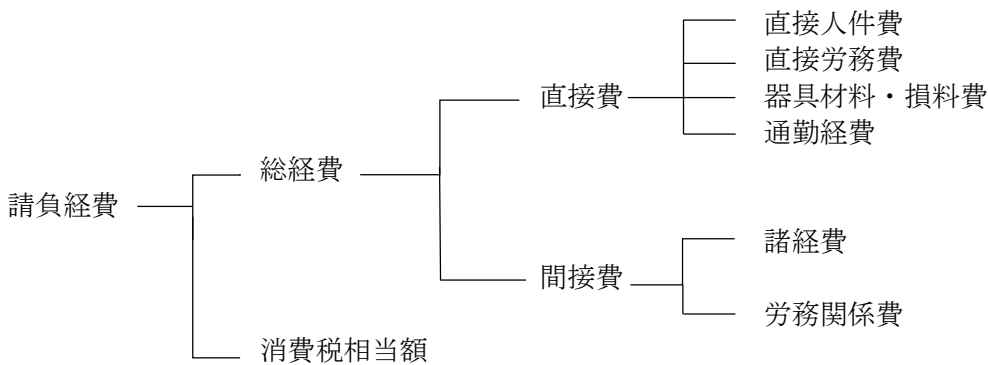 請負経費
総経費
直接費
直接人件費
直接労務費
器具材料・損料費
通勤経費
間接費
諸経費
労務関係費
消費税相当額